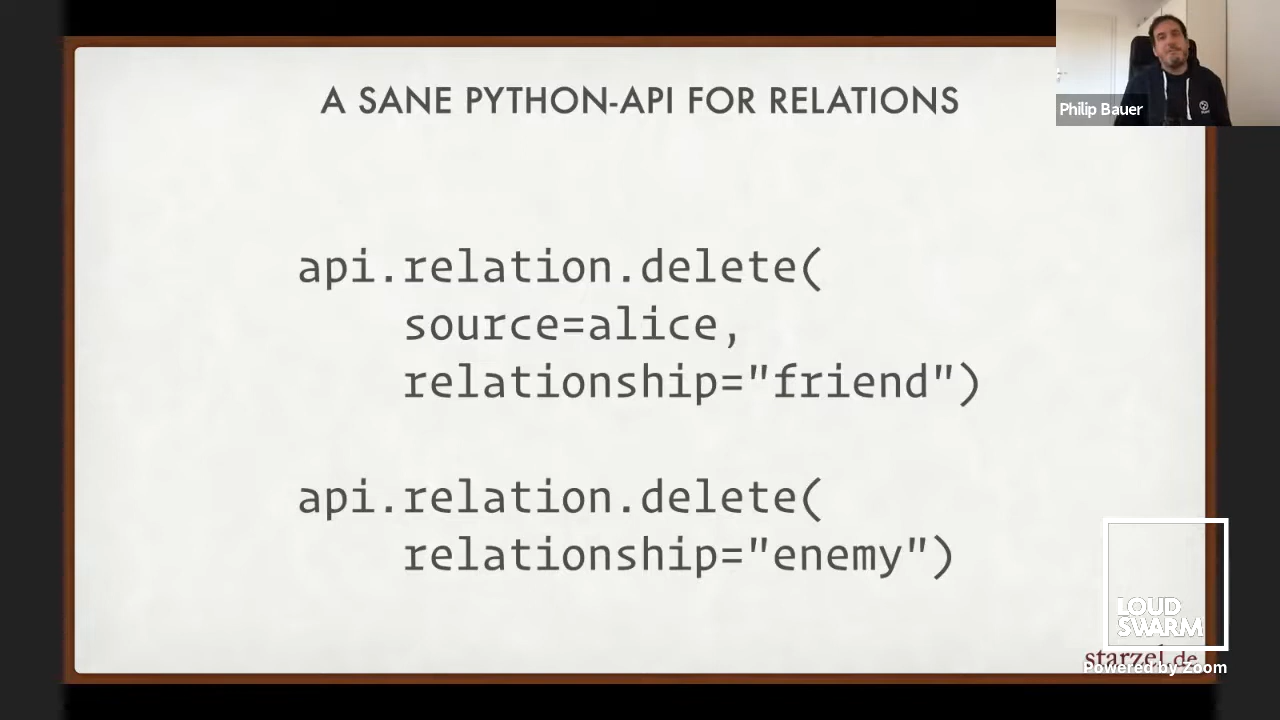 A SANE PYTHON-API FOR RELATIONS
Philip Bauer
api.relation.delete(
source=alice,
relationship="friend")
api.relation.delete(
relationship="enemy")
LOUD
SWARM
starzel.de
Powered by Zoom